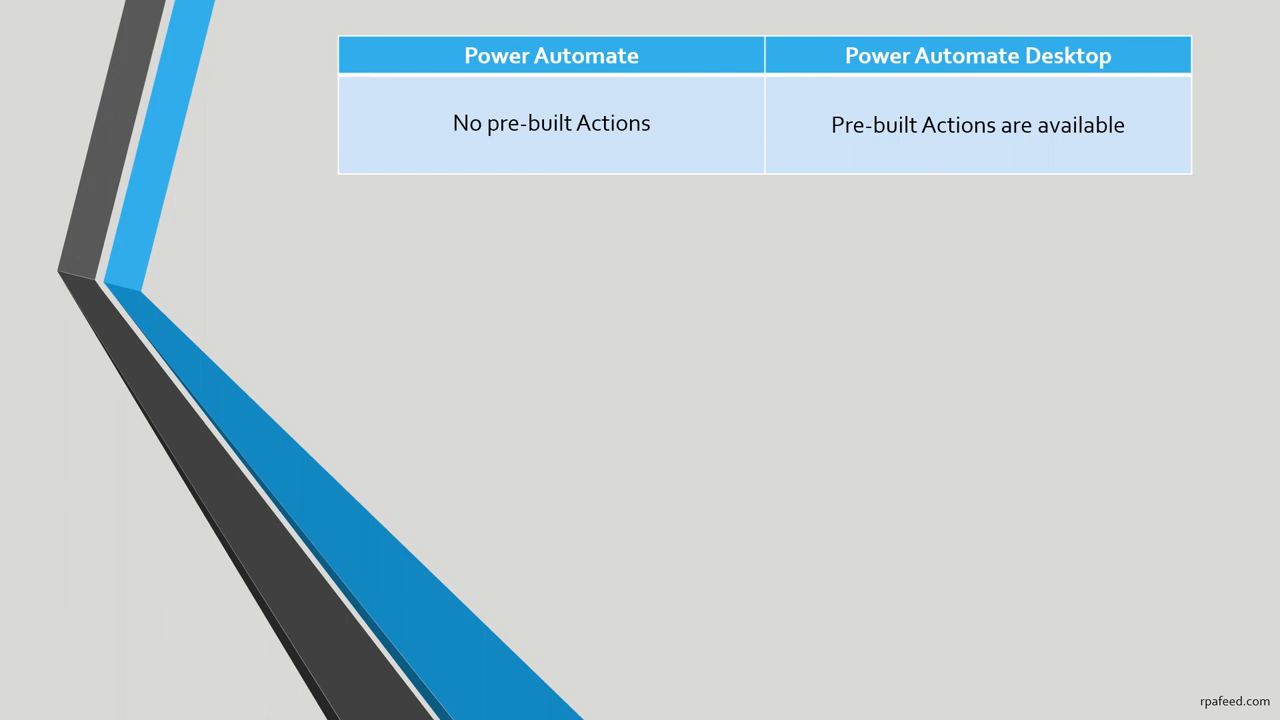 Power Automate
Power Automate Desktop
No pre-built Actions
Pre-built Actions are available
rpafeed.com